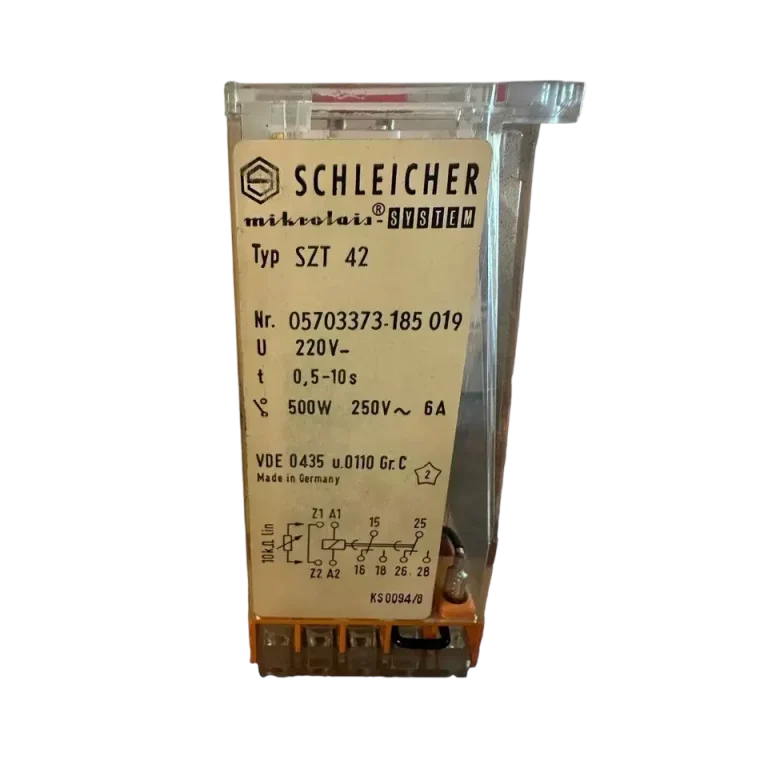 SCHLEICHER
mikrolais®-SYSTEM
Typ SZT 42
Nr. 05703373-185 019
U 220V-
t 0,5-10s
500W 250V~ 6A
VDE 0435 u.0110 Gr.C
2
Made in Germany
Z1 A1 15 25
10kΩ lin
Z2 A2 16 18 26 28
KS0094/8